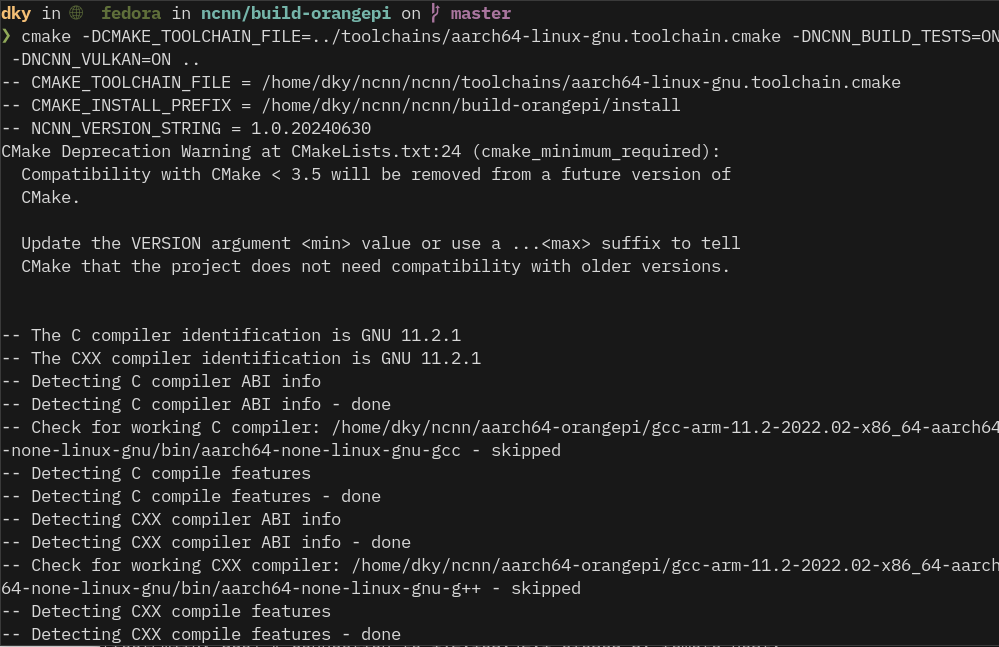 dky in 🌐 fedora in ncnn/build-orangepi on master
❯ cmake -DCMAKE_TOOLCHAIN_FILE=../toolchains/aarch64-linux-gnu.toolchain.cmake -DNCNN_BUILD_TESTS=ON
 -DNCNN_VULKAN=ON ..
-- CMAKE_TOOLCHAIN_FILE = /home/dky/ncnn/ncnn/toolchains/aarch64-linux-gnu.toolchain.cmake
-- CMAKE_INSTALL_PREFIX = /home/dky/ncnn/ncnn/build-orangepi/install
-- NCNN_VERSION_STRING = 1.0.20240630
CMake Deprecation Warning at CMakeLists.txt:24 (cmake_minimum_required):
  Compatibility with CMake < 3.5 will be removed from a future version of
  CMake.

  Update the VERSION argument <min> value or use a ...<max> suffix to tell
  CMake that the project does not need compatibility with older versions.


-- The C compiler identification is GNU 11.2.1
-- The CXX compiler identification is GNU 11.2.1
-- Detecting C compiler ABI info
-- Detecting C compiler ABI info - done
-- Check for working C compiler: /home/dky/ncnn/aarch64-orangepi/gcc-arm-11.2-2022.02-x86_64-aarch64
-none-linux-gnu/bin/aarch64-none-linux-gnu-gcc - skipped
-- Detecting C compile features
-- Detecting C compile features - done
-- Detecting CXX compiler ABI info
-- Detecting CXX compiler ABI info - done
-- Check for working CXX compiler: /home/dky/ncnn/aarch64-orangepi/gcc-arm-11.2-2022.02-x86_64-aarch
64-none-linux-gnu/bin/aarch64-none-linux-gnu-g++ - skipped
-- Detecting CXX compile features
-- Detecting CXX compile features - done